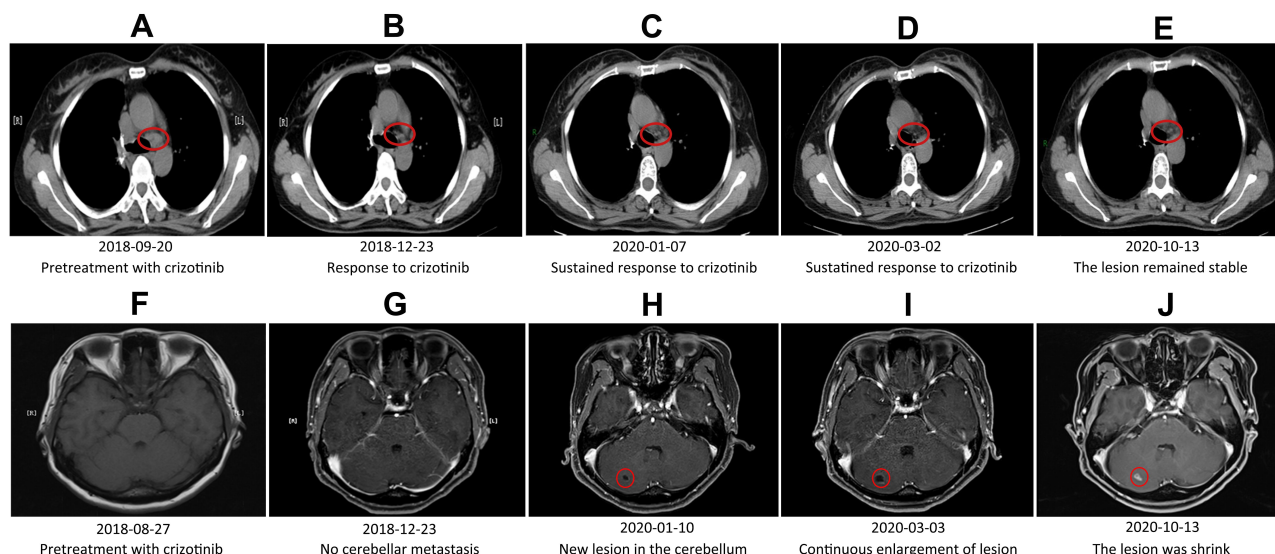 A B C D E
[R] [L] [R] [L] R R R
2018-09-20 2018-12-23 2020-01-07 2020-03-02 2020-10-13
Pretreatment with crizotinib Response to crizotinib Sustained response to crizotinib Sustatined response to crizotinib The lesion remained stable
F G H I J
[R] [L] [R] [L]
2018-08-27 2018-12-23 2020-01-10 2020-03-03 2020-10-13
Pretreatment with crizotinib No cerebellar metastasis New lesion in the cerebellum Continuous enlargement of lesion The lesion was shrink